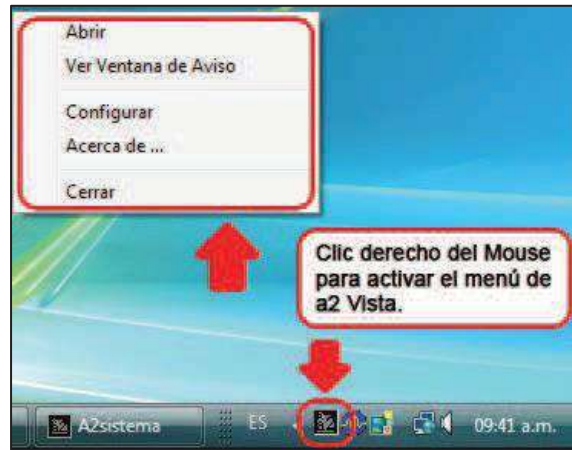 Abrir
Ver Ventana de Aviso
Configurar
Acerca de ...
Cerrar
Clic derecho del Mouse
para activar el menú de
a2 Vista.
A2sistema
ES
09:41 a.m.